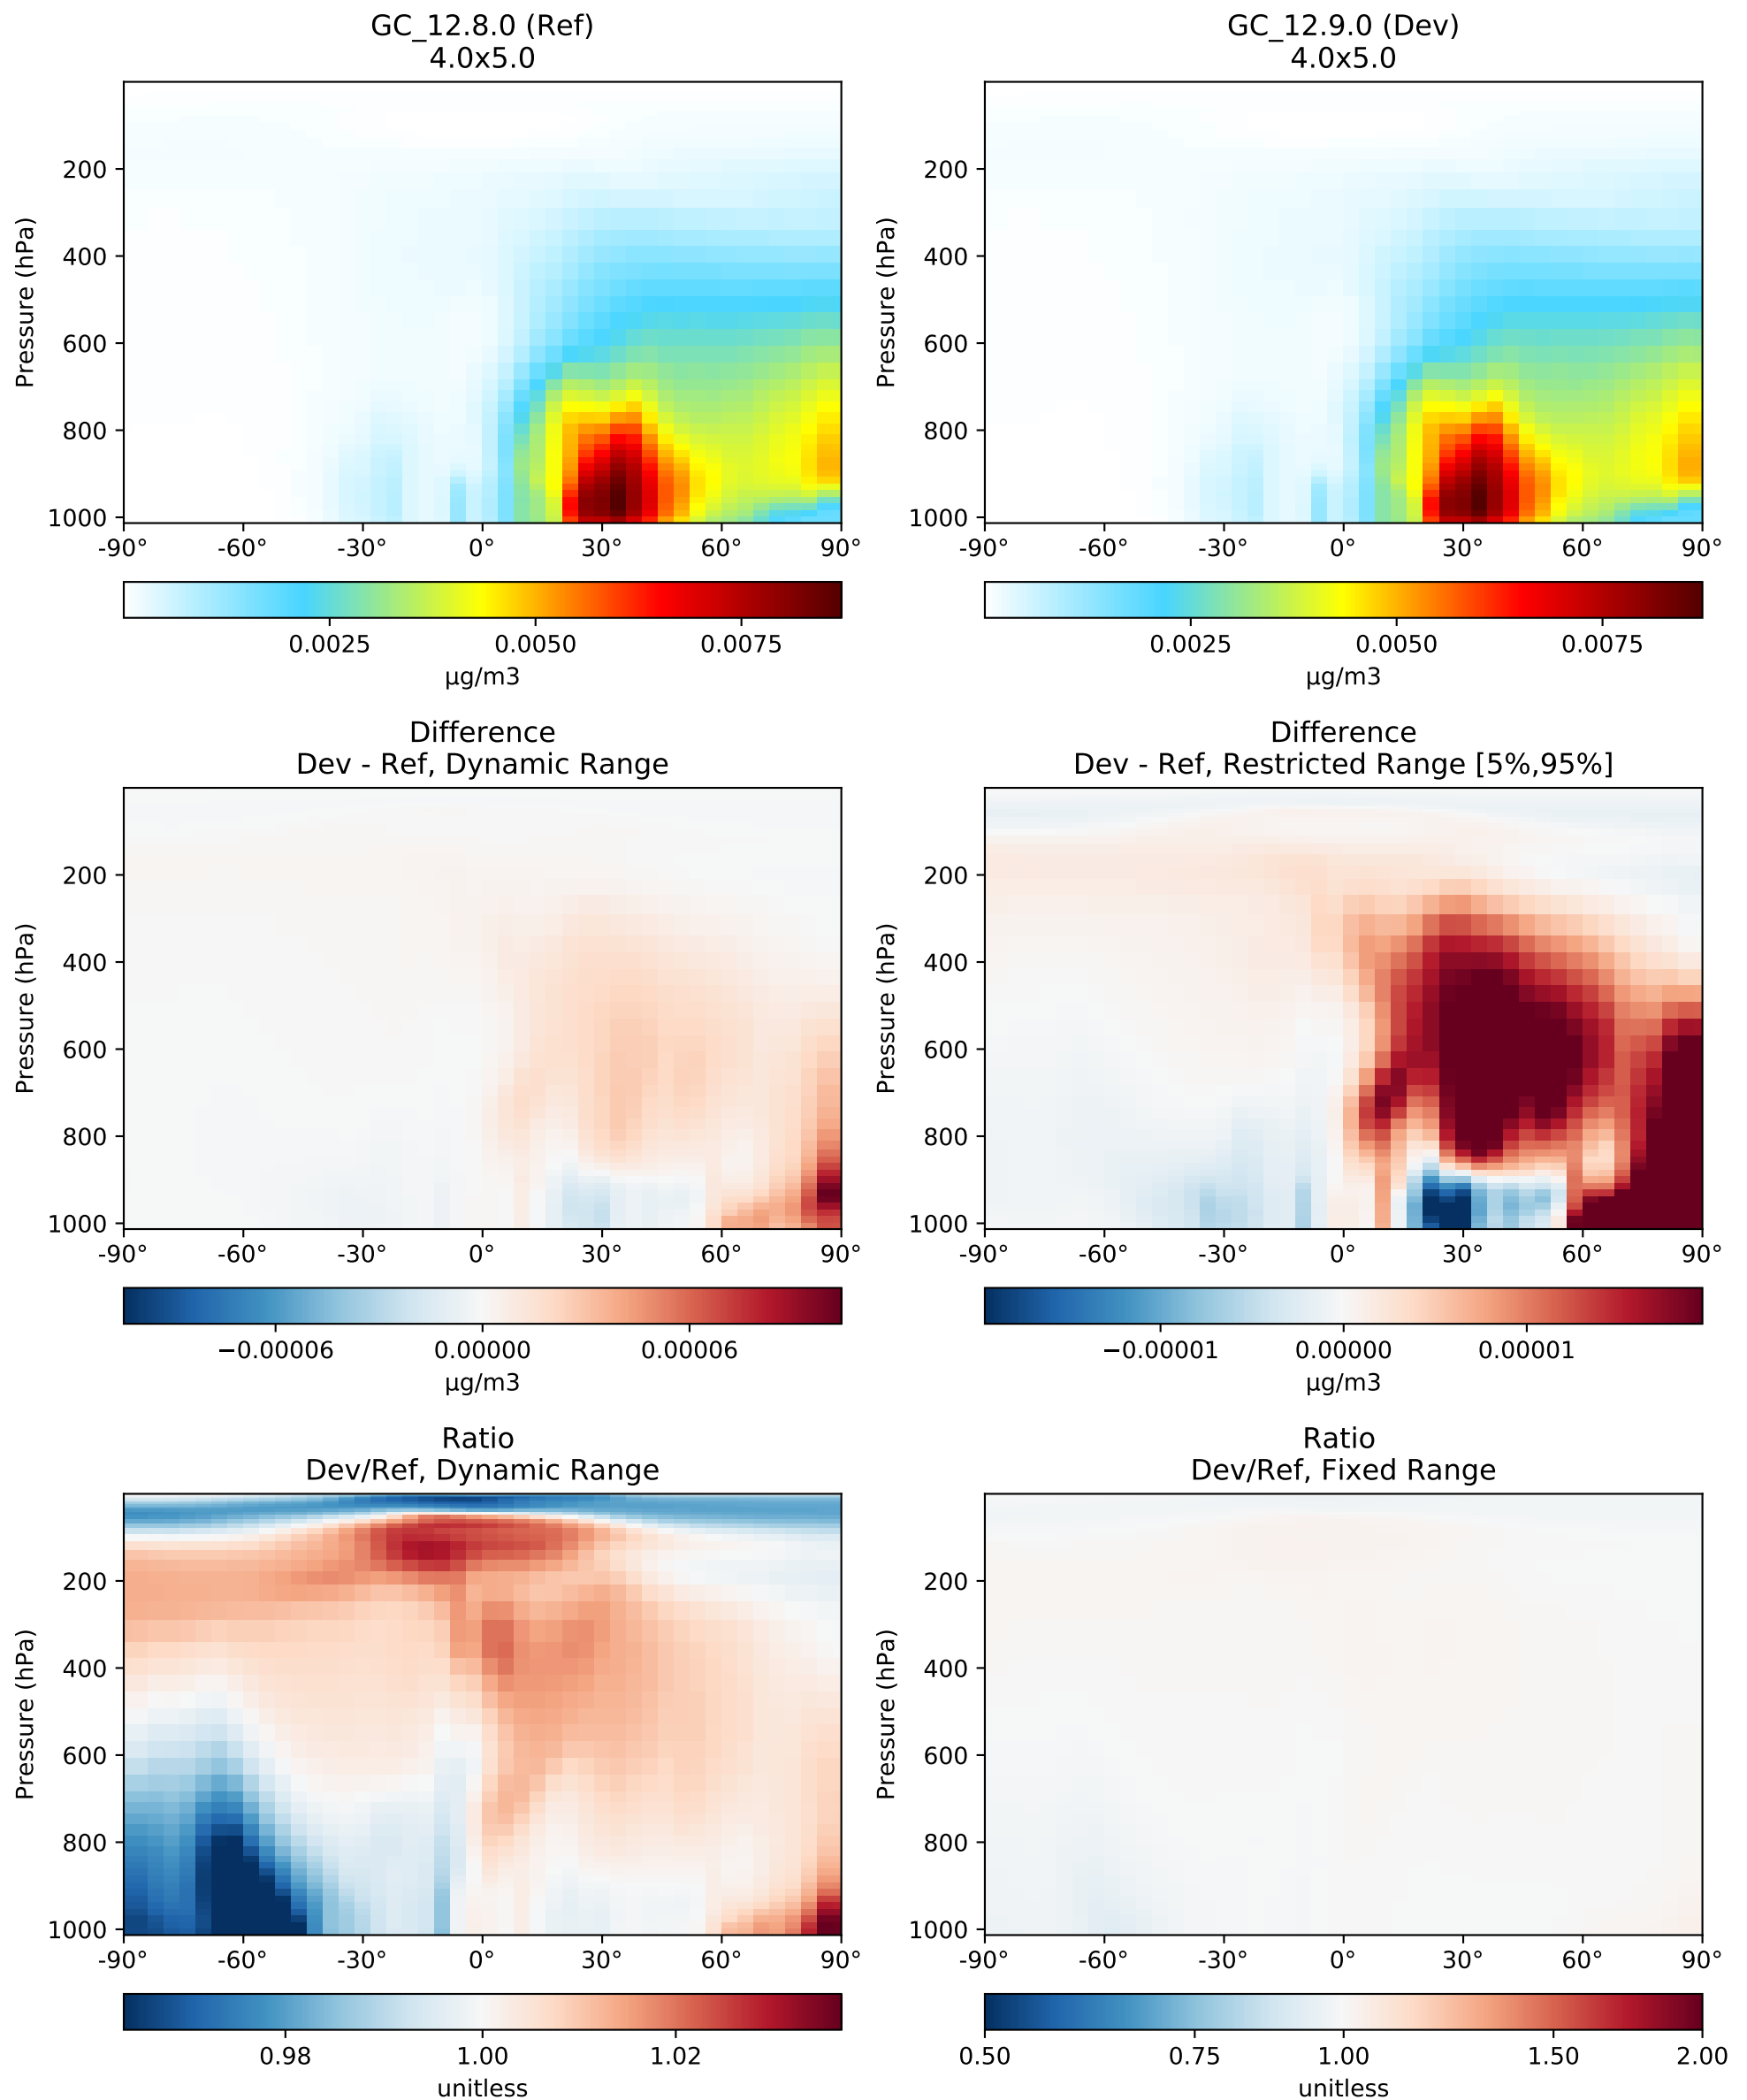 GC_12.8.0 (Ref)
4.0x5.0
Pressure (hPa)
200
400
600
800
1000
-90° -60° -30° 0° 30° 60° 90°
0.0025 0.0050 0.0075
µg/m3
GC_12.9.0 (Dev)
4.0x5.0
Pressure (hPa)
200
400
600
800
1000
-90° -60° -30° 0° 30° 60° 90°
0.0025 0.0050 0.0075
µg/m3
Difference
Dev - Ref, Dynamic Range
Pressure (hPa)
200
400
600
800
1000
-90° -60° -30° 0° 30° 60° 90°
−0.00006 0.00000 0.00006
µg/m3
Difference
Dev - Ref, Restricted Range [5%,95%]
Pressure (hPa)
200
400
600
800
1000
-90° -60° -30° 0° 30° 60° 90°
−0.00001 0.00000 0.00001
µg/m3
Ratio
Dev/Ref, Dynamic Range
Pressure (hPa)
200
400
600
800
1000
-90° -60° -30° 0° 30° 60° 90°
0.98 1.00 1.02
unitless
Ratio
Dev/Ref, Fixed Range
Pressure (hPa)
200
400
600
800
1000
-90° -60° -30° 0° 30° 60° 90°
0.50 0.75 1.00 1.50 2.00
unitless